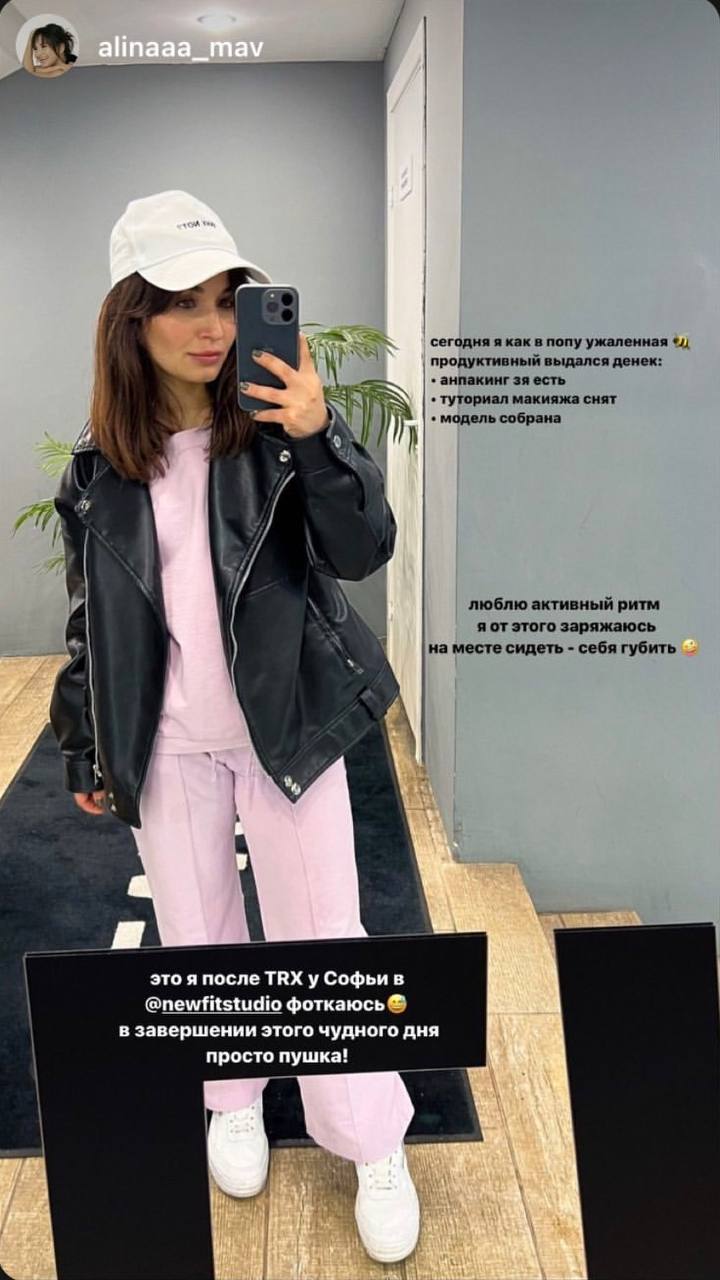 alinaaa_mav
сегодня я как в попу ужаленная 🐝
продуктивный выдался денек:
• анпакинг зя есть
• туториал макияжа снят
• модель собрана
люблю активный ритм
я от этого заряжаюсь
на месте сидеть - себя губить 🤪
это я после TRX у Софьи в
@newfitstudio фоткаюсь😅
в завершении этого чудного дня
просто пушка!